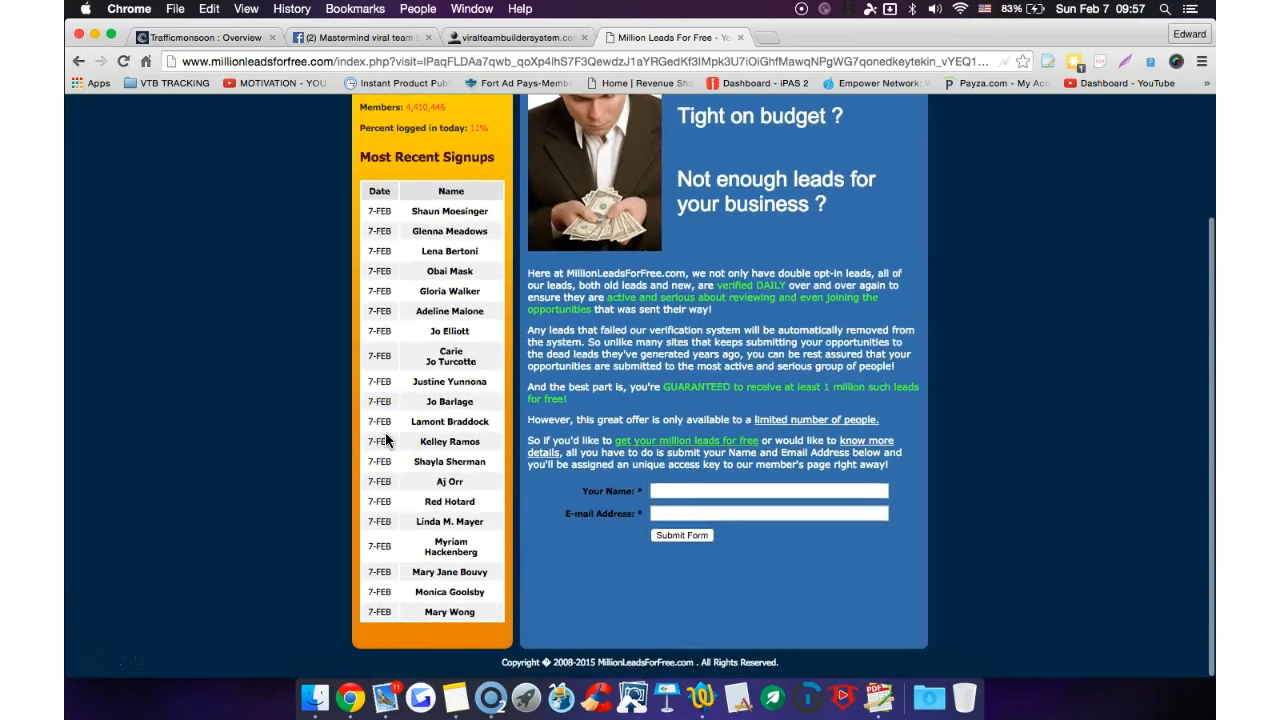 Chrome File Edit View History Bookmarks People Window Help 83% Sun Feb 7 09:57
Trafficmonsoon : Overview (2) Mastermind viral team b viralteambuildersystem.co Million Leads For Free - Yo Edward
Apps VTB TRACKING MOTIVATION - YOU Instant Product Publi Fort Ad Pays-Membe Home | Revenue Sha Dashboard - iPAS 2 Empower Network: \ Payza.com - My Acc Dashboard - YouTube »
Members: 4,410,446
Percent logged in today: 11%
Most Recent Signups
Date Name
7-FEB Shaun Moesinger
7-FEB Glenna Meadows
7-FEB Lena Bertoni
7-FEB Obai Mask
7-FEB Gloria Walker
7-FEB Adeline Malone
7-FEB Jo Elliott
7-FEB Carie
Jo Turcotte
7-FEB Justine Yunnona
7-FEB Jo Barlage
7-FEB Lamont Braddock
7-FEB Kelley Ramos
7-FEB Shayla Sherman
7-FEB Aj Orr
7-FEB Red Hotard
7-FEB Linda M. Mayer
7-FEB Myriam
Hackenberg
7-FEB Mary Jane Bouvy
7-FEB Monica Goolsby
7-FEB Mary Wong
Tight on budget ?
Not enough leads for
your business ?
Here at MillionLeadsForFree.com, we not only have double opt-in leads, all of
our leads, both old leads and new, are verified DAILY over and over again to
ensure they are active and serious about reviewing and even joining the
opportunities that was sent their way!
Any leads that failed our verification system will be automatically removed from
the system. So unlike many sites that keeps submitting your opportunities to
the dead leads they've generated years ago, you can be rest assured that your
opportunities are submitted to the most active and serious group of people!
And the best part is, you're GUARANTEED to receive at least 1 million such leads
for free!
However, this great offer is only available to a limited number of people.
So if you'd like to get your million leads for free or would like to know more
details, all you have to do is submit your Name and Email Address below and
you'll be assigned an unique access key to our member's page right away!
Your Name: *
E-mail Address: *
Submit Form
Copyright � 2008-2015 MillionLeadsForFree.com . All Rights Reserved.
11
PDF